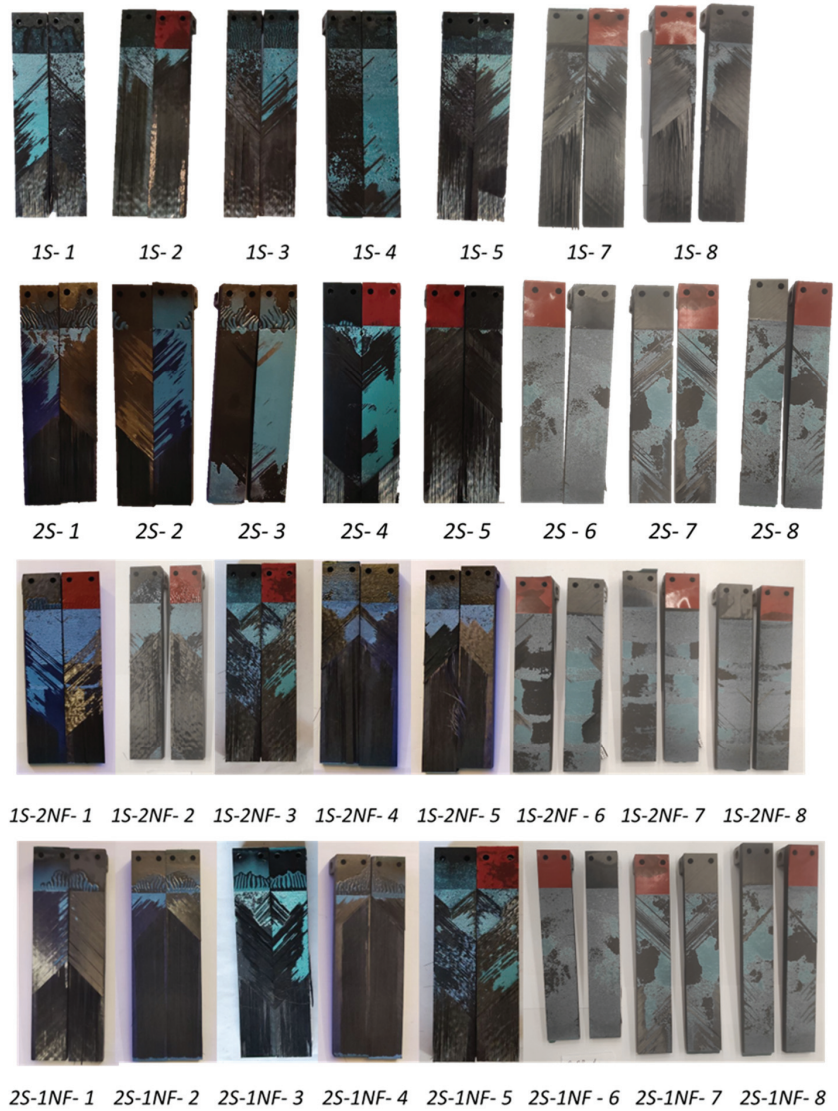 1S- 1 1S- 2 1S- 3 1S- 4 1S- 5 1S- 7 1S- 8
2S- 1 2S- 2 2S- 3 2S- 4 2S- 5 2S - 6 2S- 7 2S- 8
1S-2NF- 1 1S-2NF- 2 1S-2NF- 3 1S-2NF- 4 1S-2NF- 5 1S-2NF - 6 1S-2NF- 7 1S-2NF- 8
2S-1NF- 1 2S-1NF- 2 2S-1NF- 3 2S-1NF- 4 2S-1NF- 5 2S-1NF - 6 2S-1NF- 7 2S-1NF- 8